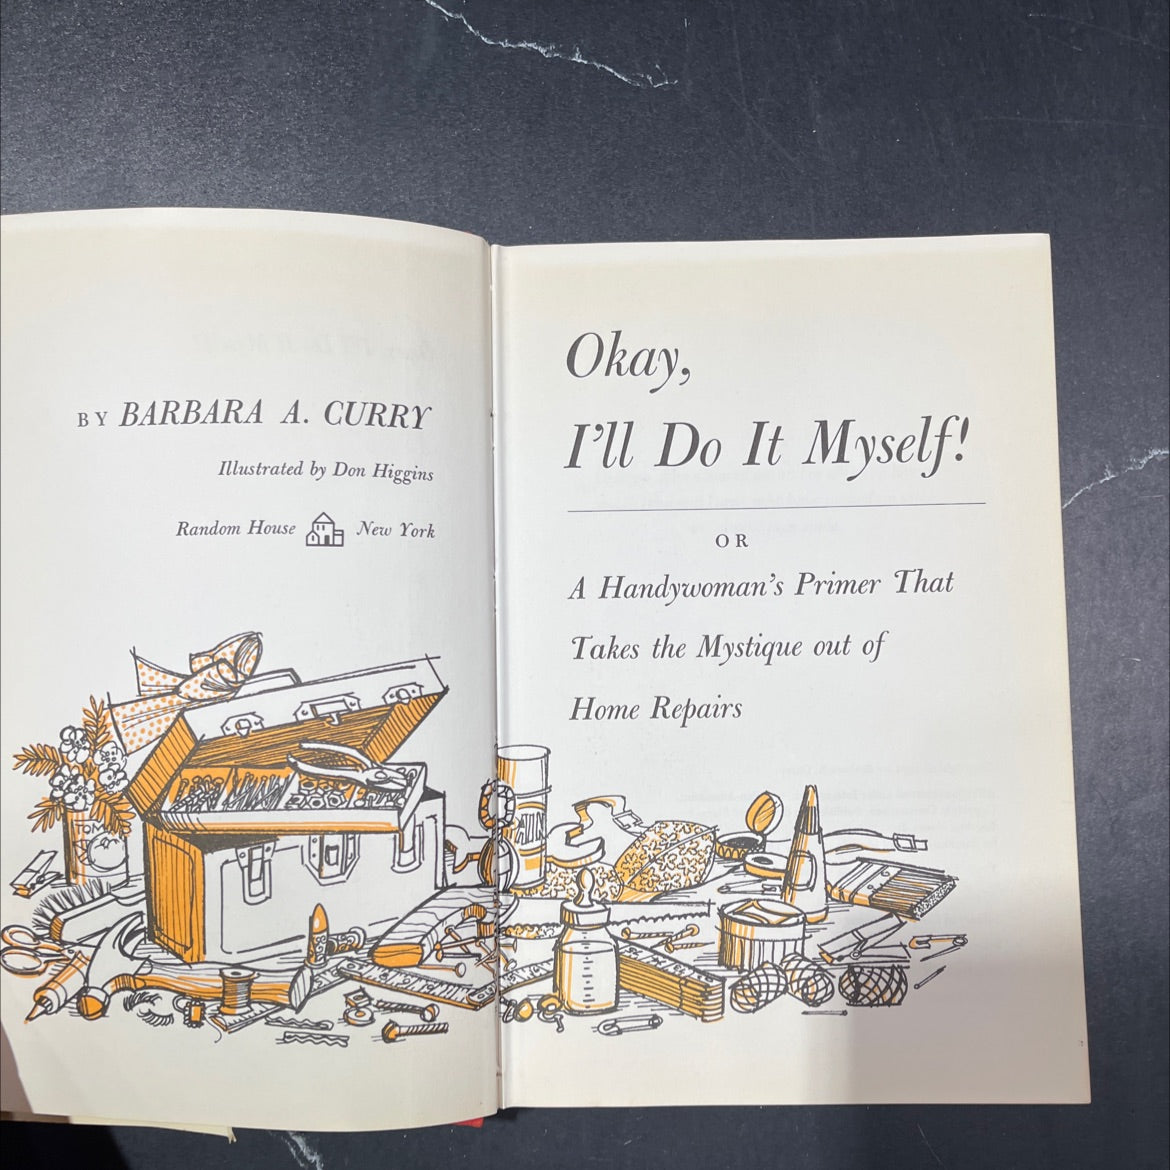 BY BARBARA A. CURRY
Illustrated by Don Higgins
Random House New York
Okay,
I'll Do It Myself!
OR
A Handywoman's Primer That
Takes the Mystique out of
Home Repairs
TOM